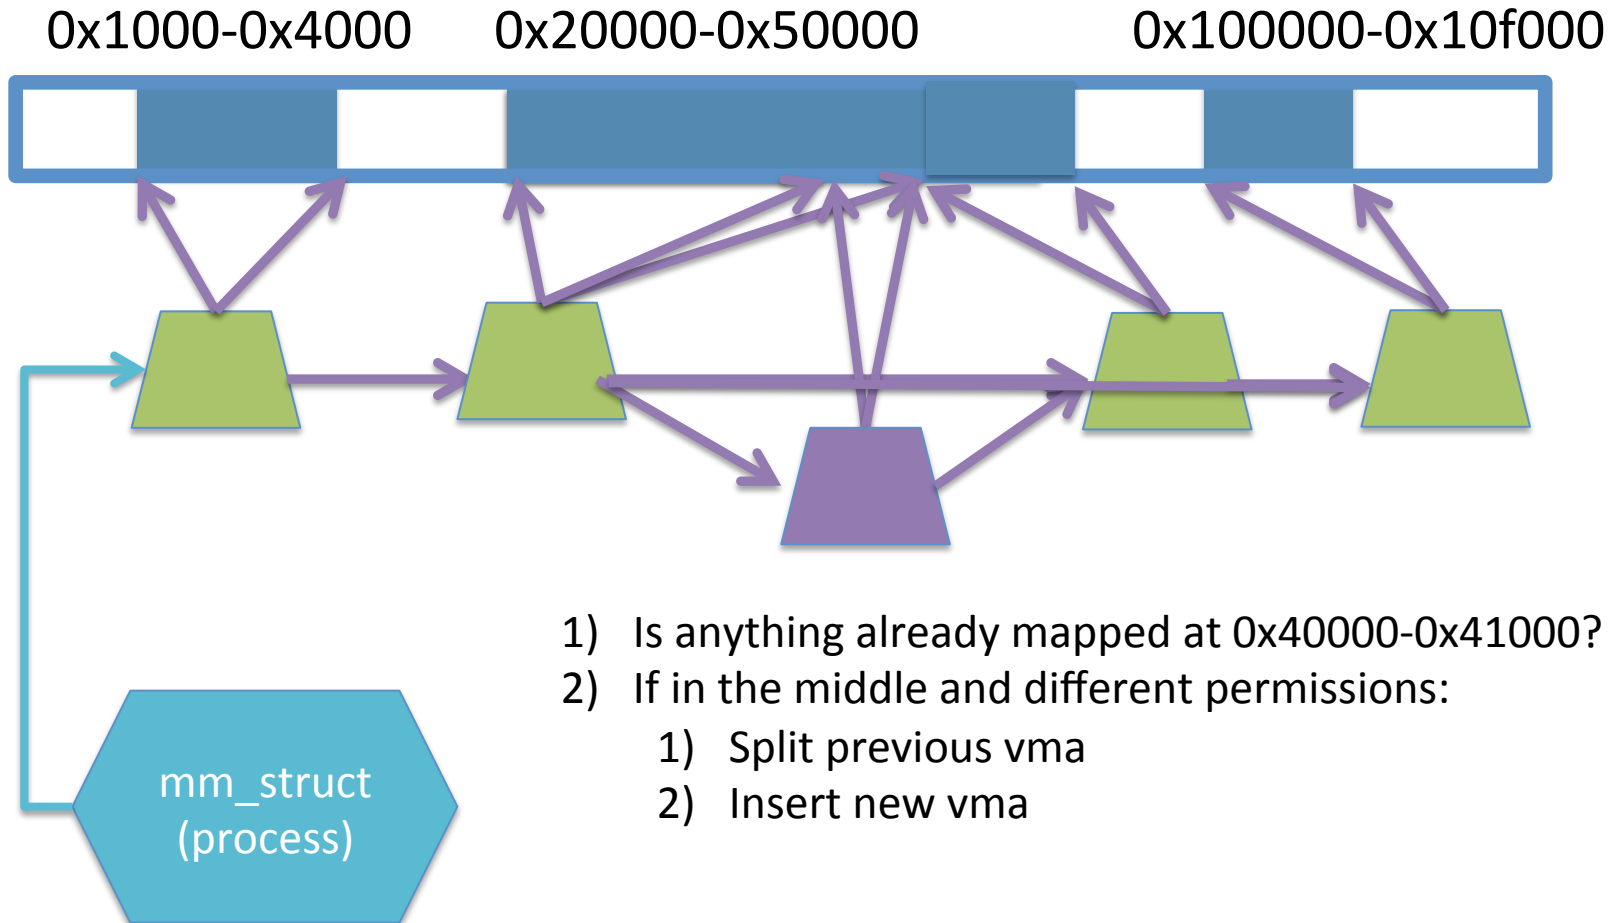 0x1000-0x4000 0x20000-0x50000 0x100000-0x10f000
1) Is anything already mapped at 0x40000-0x41000?
2) If in the middle and different permissions:
1) Split previous vma
2) Insert new vma
mm_struct
(process)